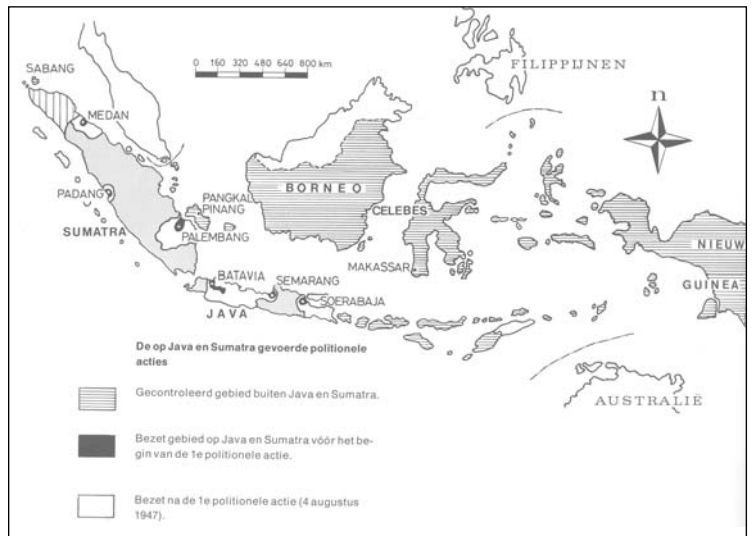 0 160 320 480 640 800 km
FILIPPIJNEN
SABANG
n
MEDAN
PADANG
PANGKAL
PINANG
BORNEO
CELEBES
SUMATRA
PALEMBANG
NIEUW
MAKASSAR
GUINEA
BATAVIA
SEMARANG
SOERABAJA
JAVA
De op Java en Sumatra gevoerde politionele
acties
Gecontroleerd gebied buiten Java en Sumatra.
AUSTRALIË
Bezet gebied op Java en Sumatra vóór het be-
gin van de 1e politionele actie.
Bezet na de 1e politionele actie (4 augustus
1947).